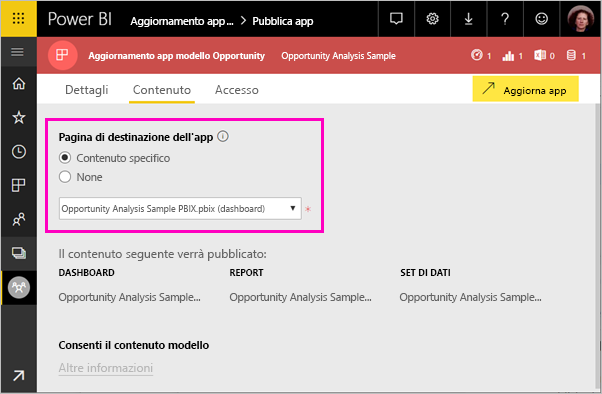 Power BI Aggiornamento app ... > Pubblica app ?
Aggiornamento app modello Opportunity Opportunity Analysis Sample 1 1 0 1
Dettagli Contenuto Accesso Aggiorna app
Pagina di destinazione dell'app
Contenuto specifico
None
Opportunity Analysis Sample PBIX.pbix (dashboard) *
Il contenuto seguente verrà pubblicato:
DASHBOARD REPORT SET DI DATI
Opportunity Analysis Sample... Opportunity Analysis Sample... Opportunity Analysis Sample...
Consenti il contenuto modello
Altre informazioni